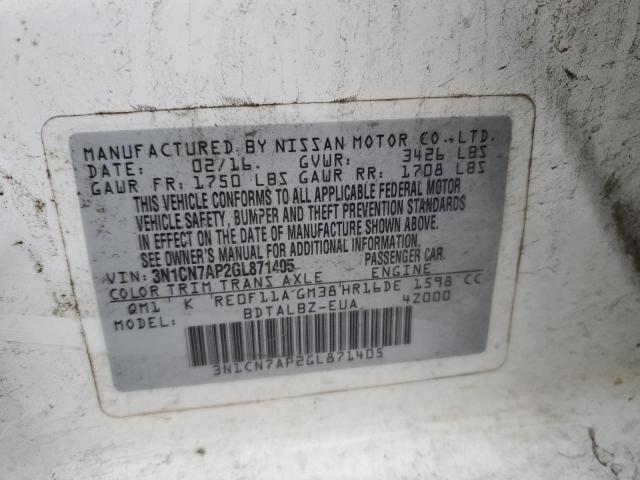 MANUFACTURED BY NISSAN MOTOR CO.,LTD.
DATE: 02/16. GVWR: 3426 LBS
GAWR FR: 1750 LBS GAWR RR: 1708 LBS
THIS VEHICLE CONFORMS TO ALL APPLICABLE FEDERAL MOTOR
VEHICLE SAFETY, BUMPER AND THEFT PREVENTION STANDARDS
IN EFFECT ON THE DATE OF MANUFACTURE SHOWN ABOVE.
SEE OWNER'S MANUAL FOR ADDITIONAL INFORMATION.
VIN: 3N1CN7AP2GL871405 PASSENGER CAR.
COLOR TRIM TRANS AXLE ENGINE
QM1 K RE0F11A GM38 HR16DE 1598 CC
MODEL: BDTALBZ-EUA 42000
3N1CN7AP2GL871405